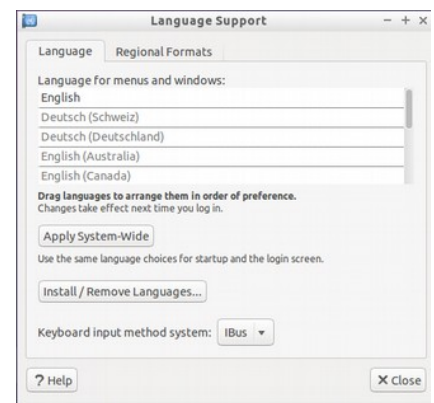 Language Support
Language Regional Formats
Language for menus and windows:
English
Deutsch (Schweiz)
Deutsch (Deutschland)
English (Australia)
English (Canada)
Drag languages to arrange them in order of preference.
Changes take effect next time you log in.
Apply System-Wide
Use the same language choices for startup and the login screen.
Install / Remove Languages...
Keyboard input method system: IBus
? Help X Close